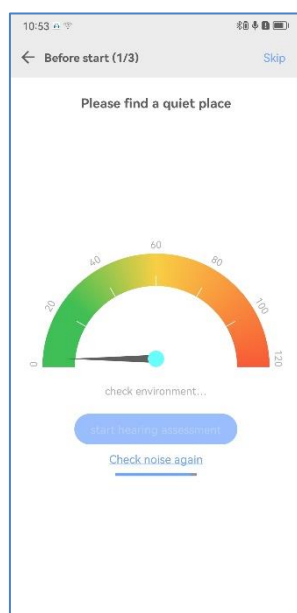 10:53
← Before start (1/3) Skip
Please find a quiet place
0
20
40
60
80
100
120
check environment...
start hearing assessment
Check noise again